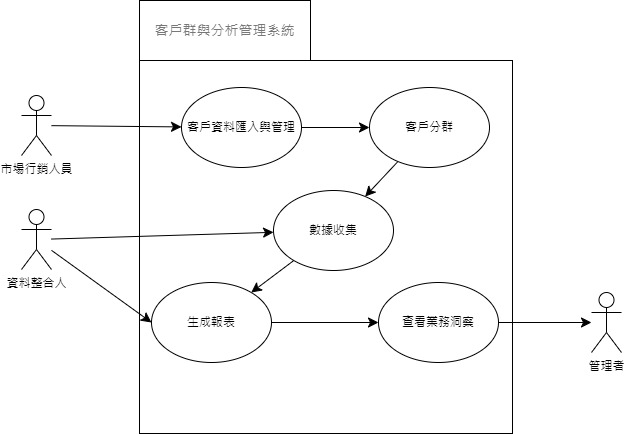 客戶群與分析管理系統
客戶資料匯入與管理
客戶分群
市場行銷人員
數據收集
資料整合人
生成報表
查看業務洞察
管理者